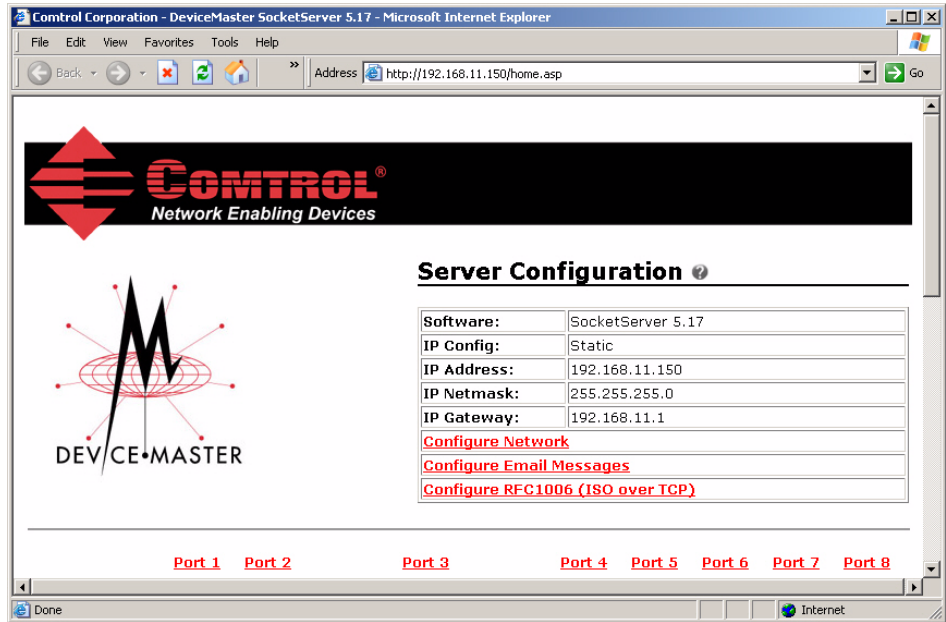 Comtrol Corporation - DeviceMaster SocketServer 5.17 - Microsoft Internet Explorer
File Edit View Favorites Tools Help
Back » Address http://192.168.11.150/home.asp Go
COMTROL®
Network Enabling Devices
Server Configuration ?
Software: SocketServer 5.17
IP Config: Static
IP Address: 192.168.11.150
IP Netmask: 255.255.255.0
IP Gateway: 192.168.11.1
Configure Network
Configure Email Messages
Configure RFC1006 (ISO over TCP)
M
DEVICE•MASTER
Port 1 Port 2 Port 3 Port 4 Port 5 Port 6 Port 7 Port 8
Done Internet